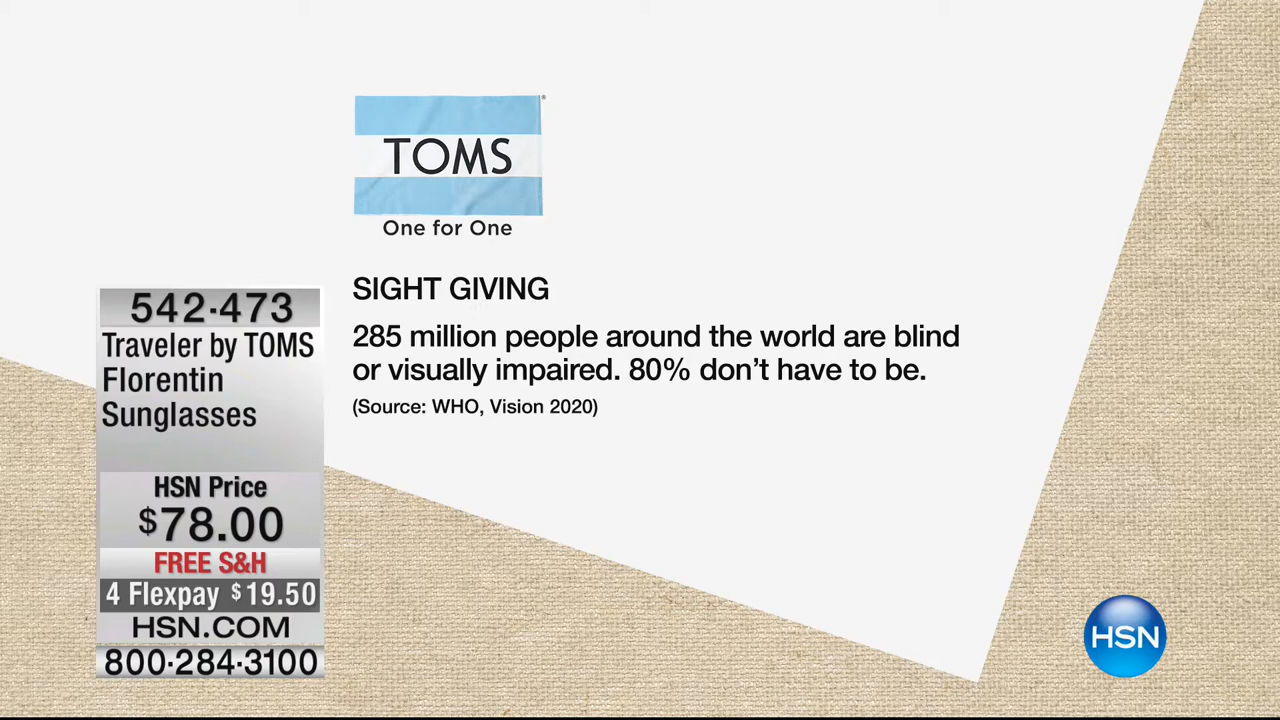 TOMS
One for One
SIGHT GIVING
285 million people around the world are blind
or visually impaired. 80% don't have to be.
(Source: WHO, Vision 2020)
542·473
Traveler by TOMS
Florentin
Sunglasses
HSN Price
$78.00
FREE S&H
4 Flexpay $19.50
HSN.COM
800·284·3100
HSN